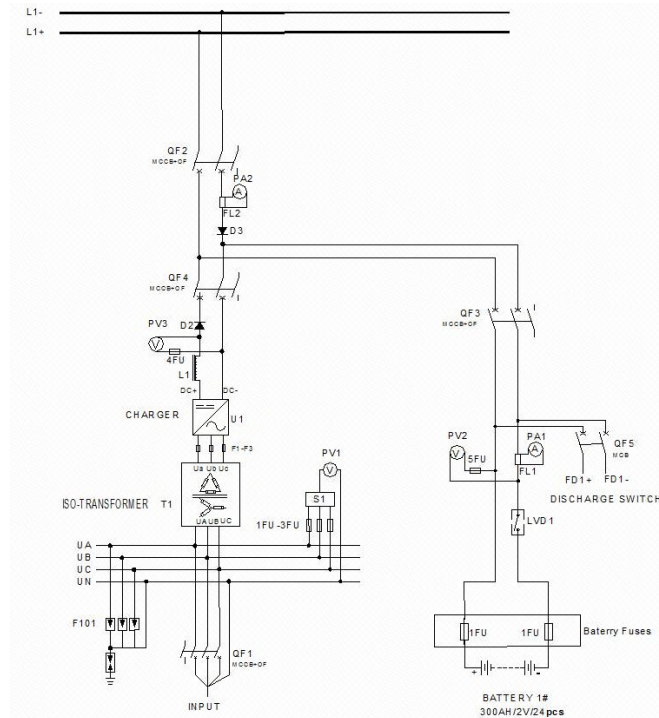 L1-
L1+
QF2
MCCB+OF
PA2
A
FL2
D3
QF4
MCCB+OF
QF3
MCCB+OF
PV3
V
D2
4FU
L1
DC+ DC-
CHARGER
U1
F1-F3
Ua Ub Uc
ISO-TRANSFORMER T1
UA UB UC
PV1
V
S1
1FU-3FU
PV2
V
5FU
PA1
A
FL1
QF5
MCB
FD1+ FD1-
DISCHARGE SWITCH
LVD1
UA
UB
UC
UN
F101
QF1
MCCB+OF
INPUT
1FU
1FU
Baterry Fuses
+ -
BATTERY 1#
300AH/2V/24pcs